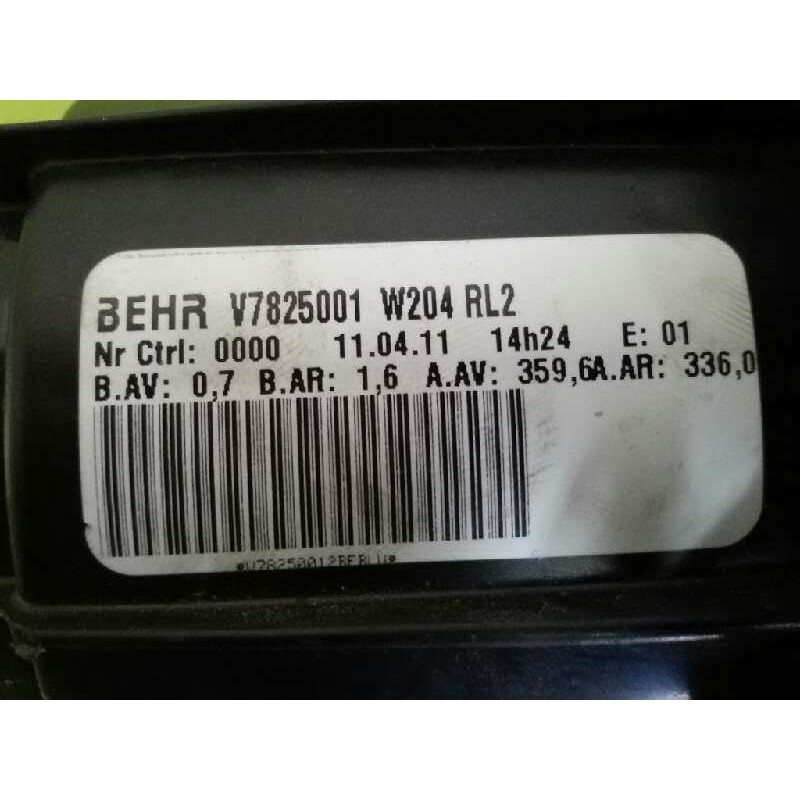 BEHR V7825001 W204 RL2
Nr Ctrl: 0000 11.04.11 14h24 E: 01
B.AV: 0,7 B.AR: 1,6 A.AV: 359,6A.AR: 336,0